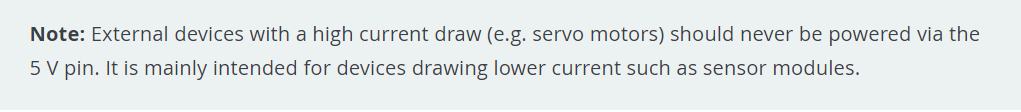 Note: External devices with a high current draw (e.g. servo motors) should never be powered via the
5 V pin. It is mainly intended for devices drawing lower current such as sensor modules.